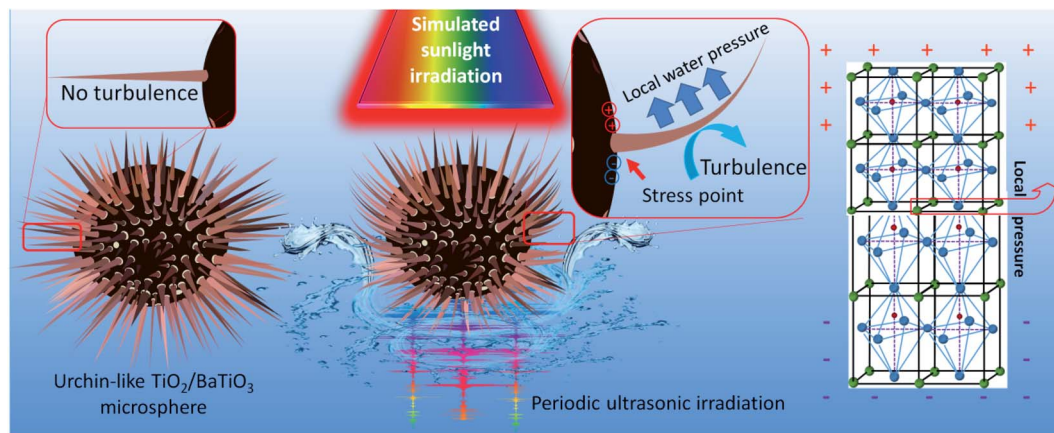 No turbulence
Urchin-like TiO₂/BaTiO₃
microsphere
Simulated
sunlight
irradiation
Periodic ultrasonic irradiation
Local water pressure
Turbulence
Stress point
+ + + + +
+ +
+ +
Local pressure
- -
- -
- - - - -